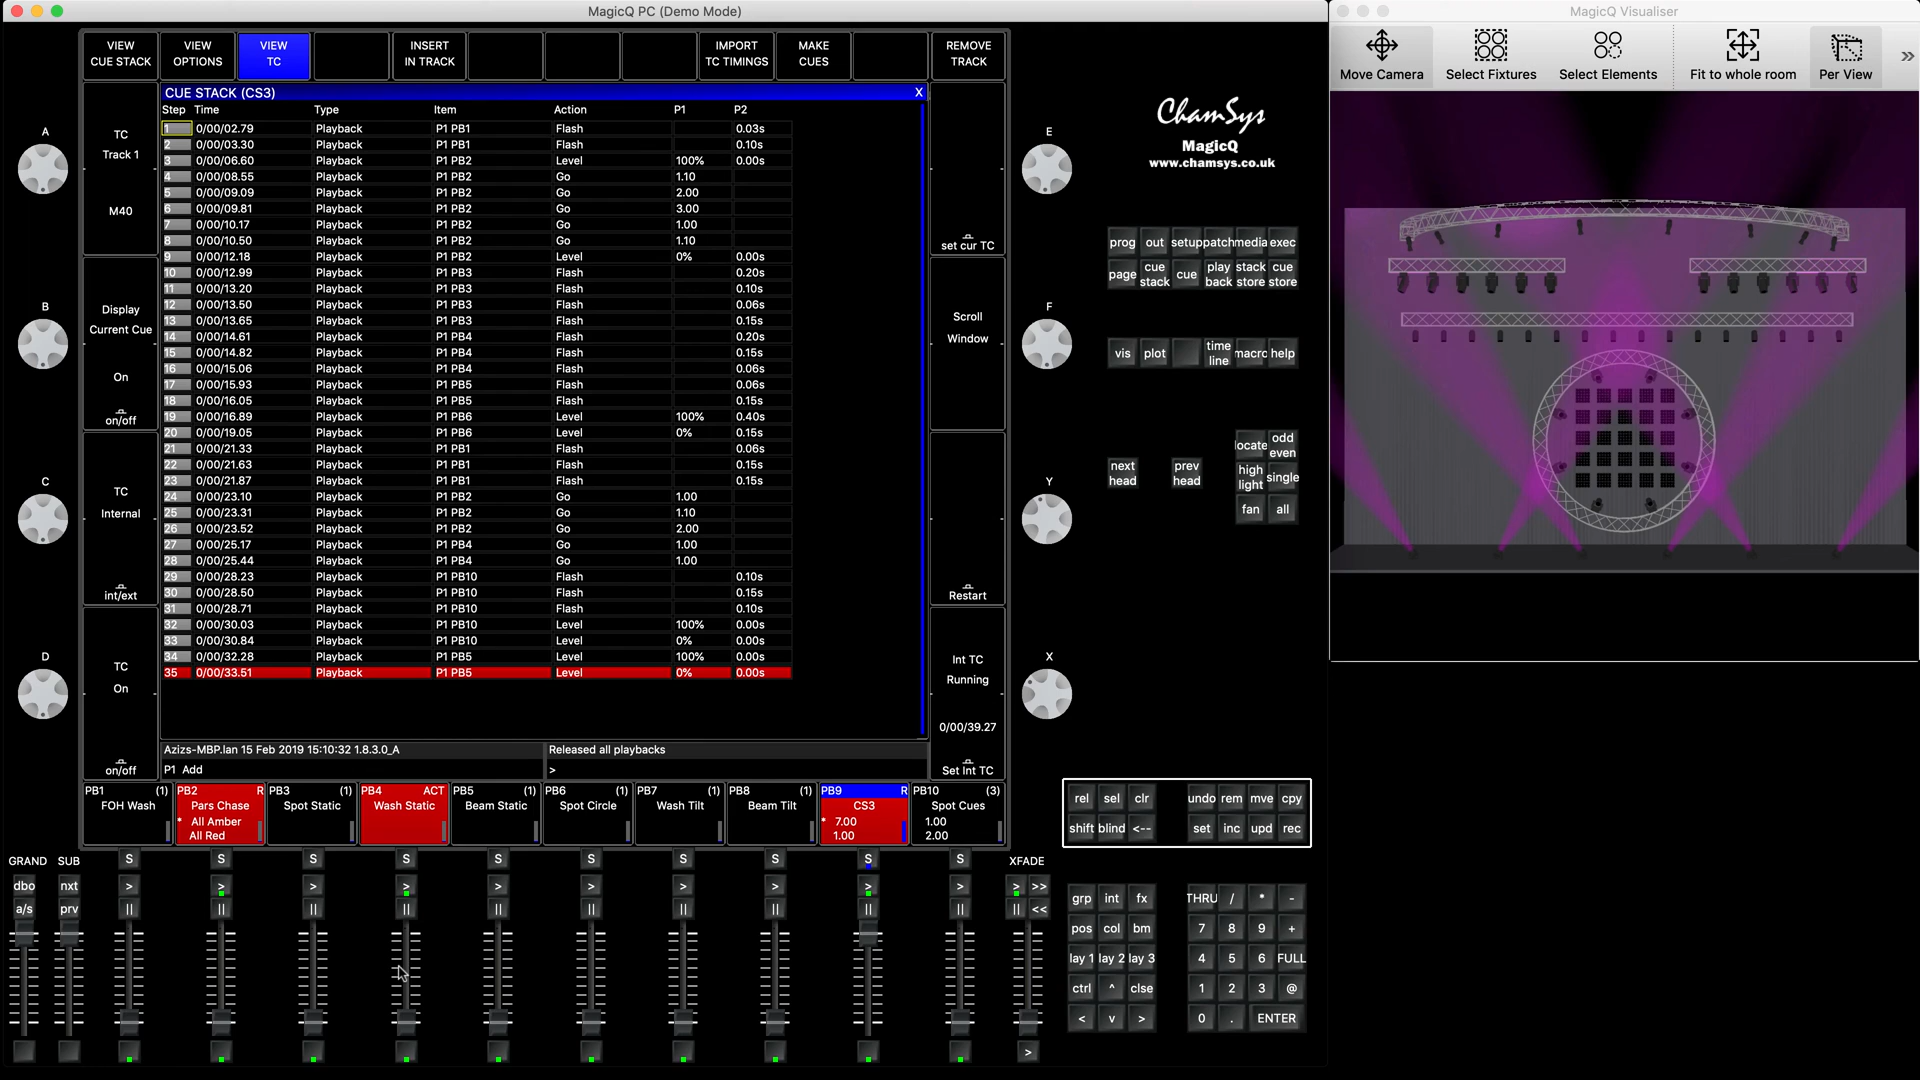 MagicQ PC (Demo Mode)
MagicQ Visualiser
VIEW CUE STACK
VIEW OPTIONS
VIEW TC
INSERT IN TRACK
IMPORT TC TIMINGS
MAKE CUES
REMOVE TRACK
Move Camera
Select Fixtures
Select Elements
Fit to whole room
Per View
»
CUE STACK (CS3) X
Step Time Type Item Action P1 P2
1 0/00/02.79 Playback P1 PB1 Flash 0.03s
2 0/00/03.30 Playback P1 PB1 Flash 0.10s
3 0/00/06.60 Playback P1 PB2 Level 100% 0.00s
4 0/00/08.55 Playback P1 PB2 Go 1.10
5 0/00/09.09 Playback P1 PB2 Go 2.00
6 0/00/09.81 Playback P1 PB2 Go 3.00
7 0/00/10.17 Playback P1 PB2 Go 1.00
8 0/00/10.50 Playback P1 PB2 Go 1.10
9 0/00/12.18 Playback P1 PB2 Level 0% 0.00s
10 0/00/12.99 Playback P1 PB3 Flash 0.20s
11 0/00/13.20 Playback P1 PB3 Flash 0.10s
12 0/00/13.50 Playback P1 PB3 Flash 0.06s
13 0/00/13.65 Playback P1 PB3 Flash 0.15s
14 0/00/14.61 Playback P1 PB4 Flash 0.20s
15 0/00/14.82 Playback P1 PB4 Flash 0.15s
16 0/00/15.06 Playback P1 PB4 Flash 0.06s
17 0/00/15.93 Playback P1 PB5 Flash 0.06s
18 0/00/16.05 Playback P1 PB5 Flash 0.15s
19 0/00/16.89 Playback P1 PB6 Level 100% 0.40s
20 0/00/19.05 Playback P1 PB6 Level 0% 0.15s
21 0/00/21.33 Playback P1 PB1 Flash 0.06s
22 0/00/21.63 Playback P1 PB1 Flash 0.15s
23 0/00/21.87 Playback P1 PB1 Flash 0.15s
24 0/00/23.10 Playback P1 PB2 Go 1.00
25 0/00/23.31 Playback P1 PB2 Go 1.10
26 0/00/23.52 Playback P1 PB2 Go 2.00
27 0/00/25.17 Playback P1 PB4 Go 1.00
28 0/00/25.44 Playback P1 PB4 Go 1.00
29 0/00/28.23 Playback P1 PB10 Flash 0.10s
30 0/00/28.50 Playback P1 PB10 Flash 0.15s
31 0/00/28.71 Playback P1 PB10 Flash 0.10s
32 0/00/30.03 Playback P1 PB10 Level 100% 0.00s
33 0/00/30.84 Playback P1 PB10 Level 0% 0.00s
34 0/00/32.28 Playback P1 PB5 Level 100% 0.00s
35 0/00/33.51 Playback P1 PB5 Level 0% 0.00s
Azizs-MBP.lan 15 Feb 2019 15:10:32 1.8.3.0_A
Released all playbacks
P1 Add
>
A
TC
Track 1
M40
B
Display
Current Cue
On
on/off
C
TC
Internal
int/ext
D
TC
On
on/off
E
set cur TC
F
Scroll
Window
Y
Restart
X
Int TC
Running
0/00/39.27
Set Int TC
ChamSys
MagicQ
www.chamsys.co.uk
prog out setup patch media exec
page cue stack cue play back stack store cue store
vis plot time line macro help
next head prev head
locate odd even
high light single
fan all
PB1 (1) FOH Wash
PB2 R Pars Chase
* All Amber
All Red
PB3 (1) Spot Static
PB4 ACT Wash Static
PB5 (1) Beam Static
PB6 (1) Spot Circle
PB7 (1) Wash Tilt
PB8 (1) Beam Tilt
PB9 R CS3
* 7.00
1.00
PB10 (3) Spot Cues
1.00
2.00
rel sel clr undo rem mve cpy
shift blind <-- set inc upd rec
GRAND SUB S S S S S S S S S S XFADE
dbo nxt > > > > > > > > > > > >>
a/s prv || || || || || || || || || || || <<
grp int fx THRU / * -
pos col bm 7 8 9 +
lay 1 lay 2 lay 3 4 5 6 FULL
ctrl ^ clse 1 2 3 @
< v > 0 . ENTER
>